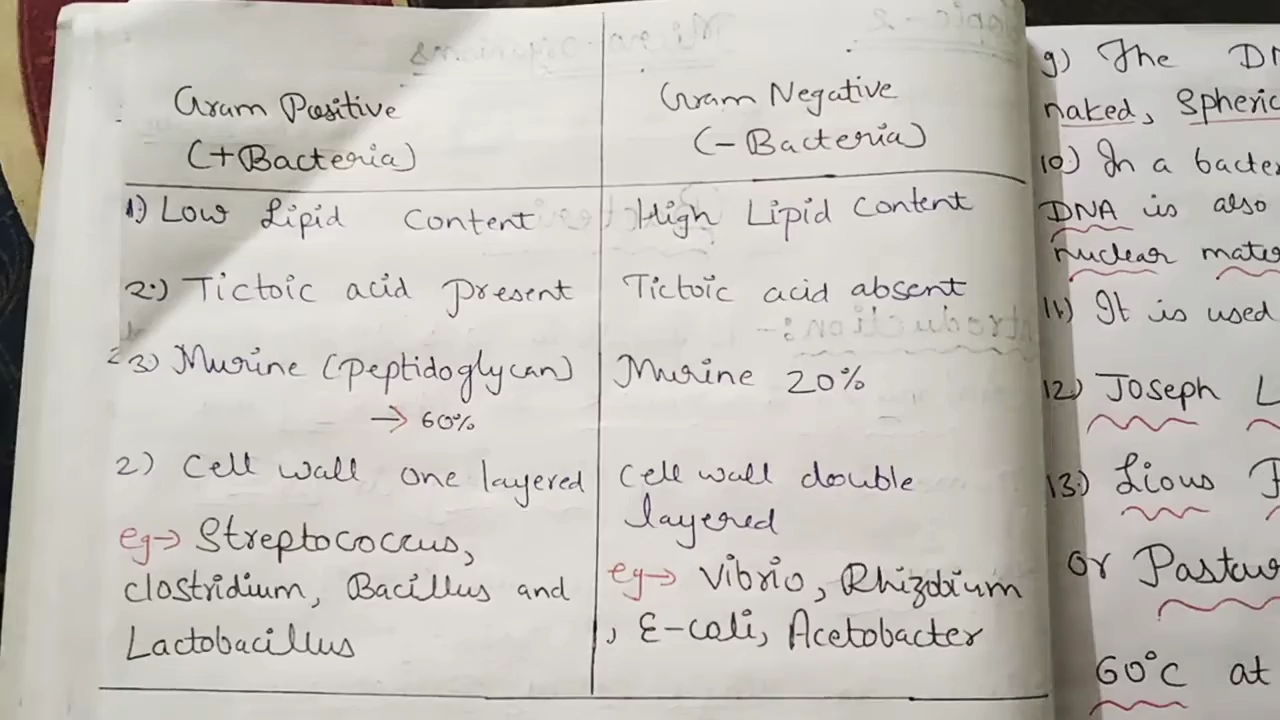 Gram Positive
(+Bacteria)
1) Low Lipid Content
2.) Tictoic acid present
3) Murine (peptidoglycan)
→ 60%
2) Cell wall one layered
eg→ Streptococcus,
Clostridium, Bacillus and
Lactobacillus
Gram Negative
(- Bacteria)
High Lipid Content
Tictoic acid absent
Murine 20%
Cell wall double
layered
eg→ Vibrio, Rhizobium
, E-coli, Acetobacter
9) The
naked, Spheric
10.) In a bacter
DNA is also
nuclear mater
11.) It is used
12.) Joseph L
13.) Lious
or Pasteur
60°C at